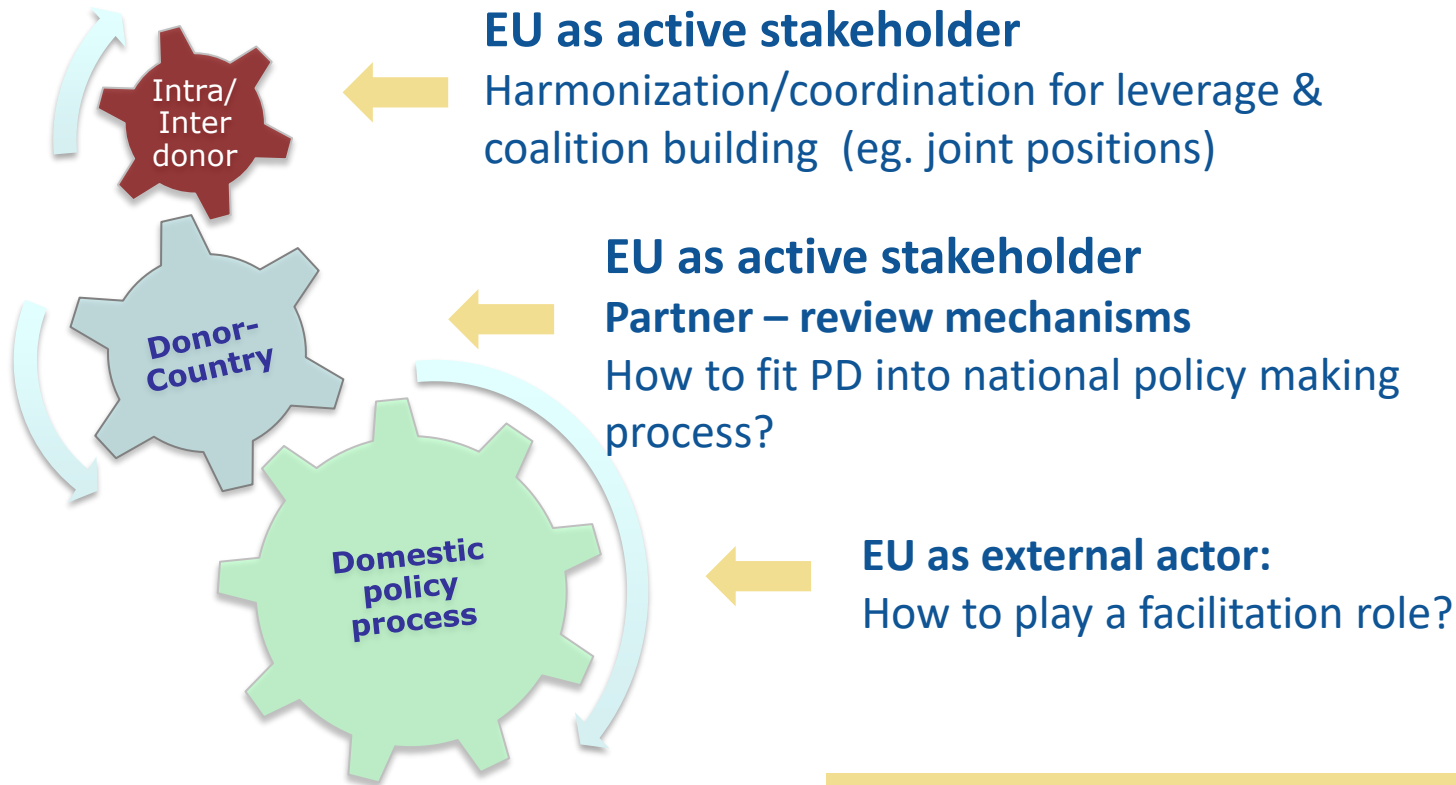 Intra/
Inter
donor
EU as active stakeholder
Harmonization/coordination for leverage &
coalition building (eg. joint positions)
Donor-
Country
EU as active stakeholder
Partner – review mechanisms
How to fit PD into national policy making
process?
Domestic
policy
process
EU as external actor:
How to play a facilitation role?